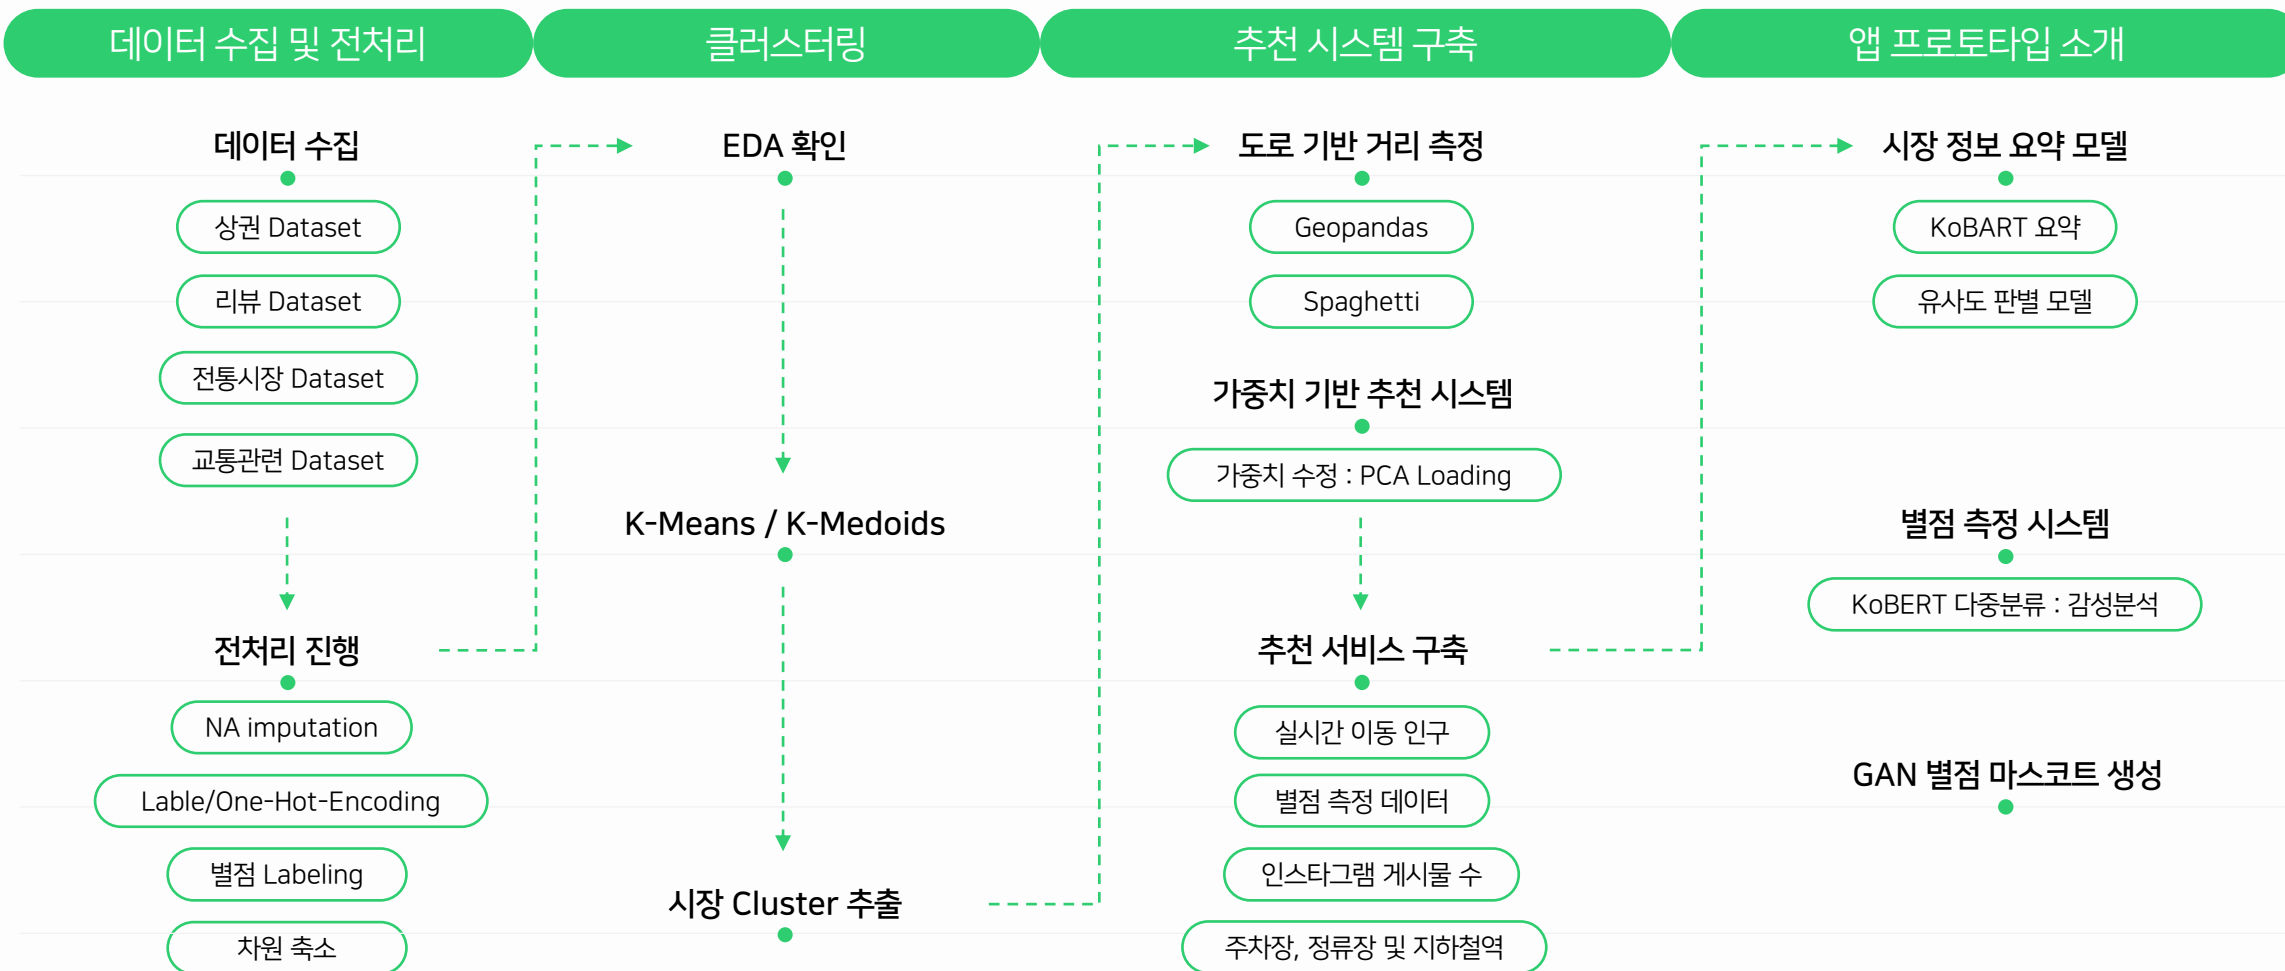 데이터 수집 및 전처리
클러스터링
추천 시스템 구축
앱 프로토타입 소개
데이터 수집
상권 Dataset
리뷰 Dataset
전통시장 Dataset
교통관련 Dataset
전처리 진행
NA imputation
Lable/One-Hot-Encoding
별점 Labeling
차원 축소
EDA 확인
K-Means / K-Medoids
시장 Cluster 추출
도로 기반 거리 측정
Geopandas
Spaghetti
가중치 기반 추천 시스템
가중치 수정 : PCA Loading
추천 서비스 구축
실시간 이동 인구
별점 측정 데이터
인스타그램 게시물 수
주차장, 정류장 및 지하철역
시장 정보 요약 모델
KoBART 요약
유사도 판별 모델
별점 측정 시스템
KoBERT 다중분류 : 감성분석
GAN 별점 마스코트 생성